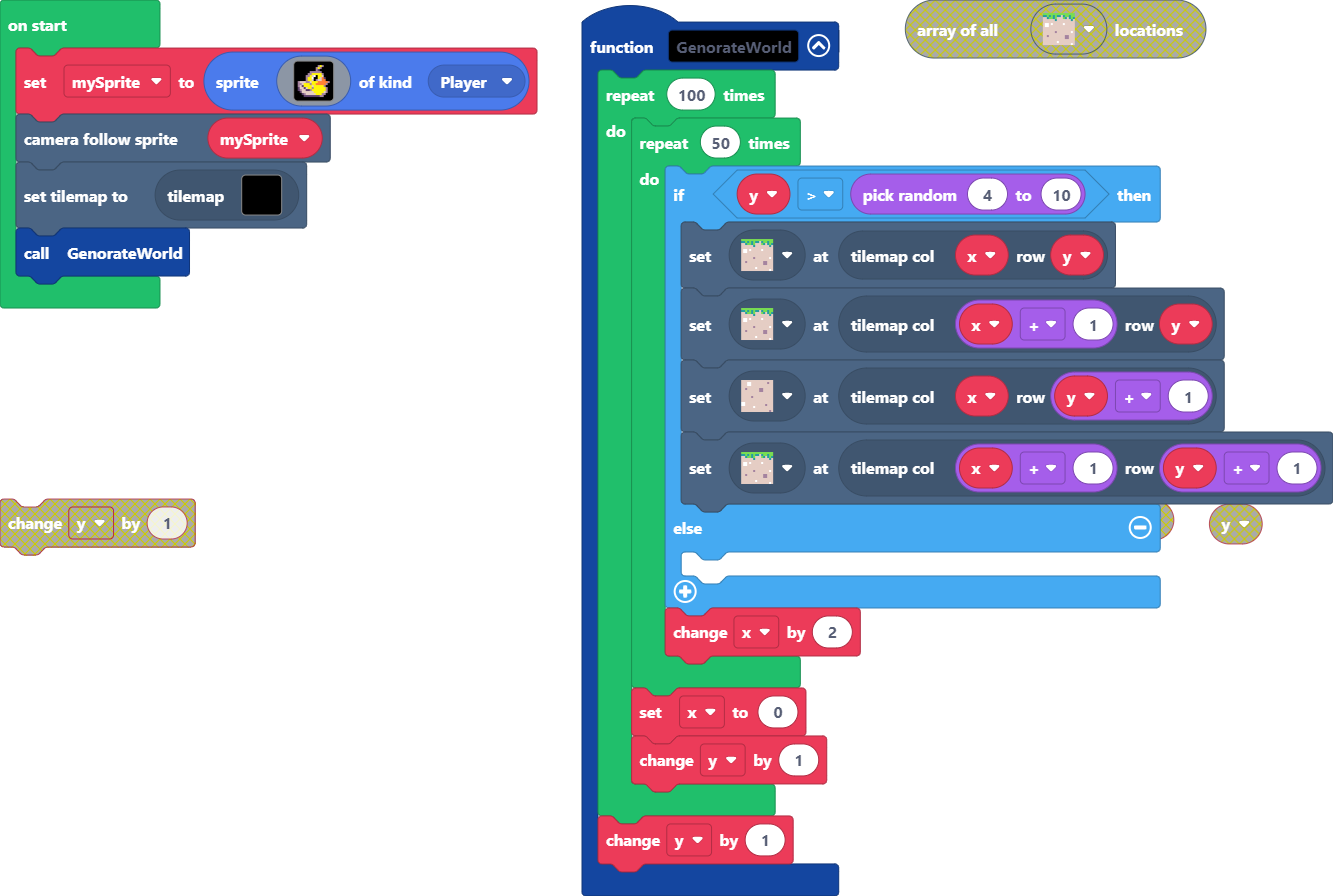 on start
set mySprite to sprite of kind Player
camera follow sprite mySprite
set tilemap to tilemap
call GenorateWorld
change y by 1
function GenorateWorld
repeat 100 times
do
repeat 50 times
do
if y > pick random 4 to 10 then
set at tilemap col x row y
set at tilemap col x + 1 row y
set at tilemap col x row y + 1
set at tilemap col x + 1 row y + 1
else
change x by 2
set x to 0
change y by 1
change y by 1
array of all locations
y